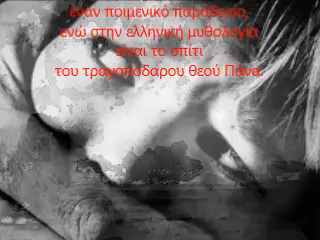 έναν ποιμενικό παράδεισο,
ενώ στην ελληνική μυθολογία
είναι το σπίτι
του τραγοπόδαρου θεού Πάνα.